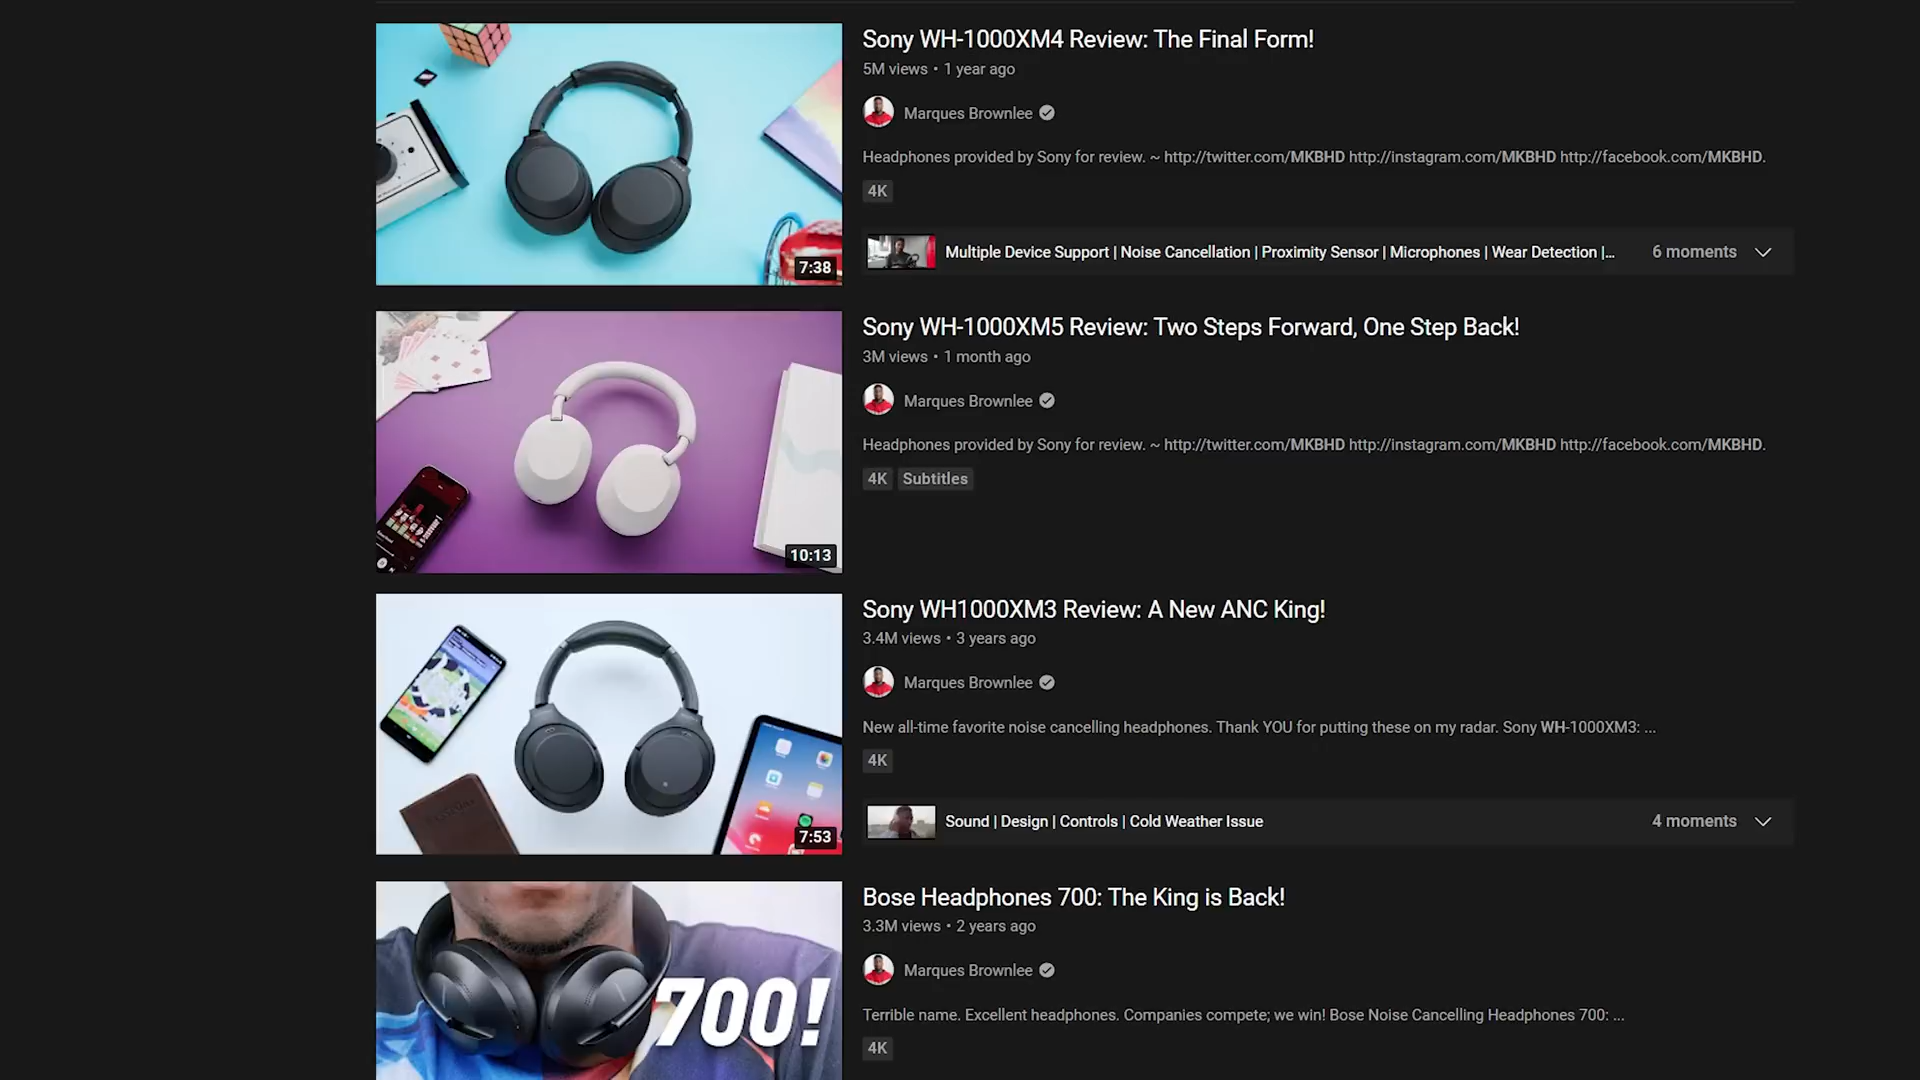 Sony WH-1000XM4 Review: The Final Form!
5M views • 1 year ago
Marques Brownlee
Headphones provided by Sony for review. ~ http://twitter.com/MKBHD http://instagram.com/MKBHD http://facebook.com/MKBHD.
4K
7:38
Multiple Device Support | Noise Cancellation | Proximity Sensor | Microphones | Wear Detection |...
6 moments
Sony WH-1000XM5 Review: Two Steps Forward, One Step Back!
3M views • 1 month ago
Marques Brownlee
Headphones provided by Sony for review. ~ http://twitter.com/MKBHD http://instagram.com/MKBHD http://facebook.com/MKBHD.
4K Subtitles
10:13
Sony WH1000XM3 Review: A New ANC King!
3.4M views • 3 years ago
Marques Brownlee
New all-time favorite noise cancelling headphones. Thank YOU for putting these on my radar. Sony WH-1000XM3: ...
4K
7:53
Sound | Design | Controls | Cold Weather Issue
4 moments
Bose Headphones 700: The King is Back!
3.3M views • 2 years ago
Marques Brownlee
Terrible name. Excellent headphones. Companies compete; we win! Bose Noise Cancelling Headphones 700: ...
4K
700!